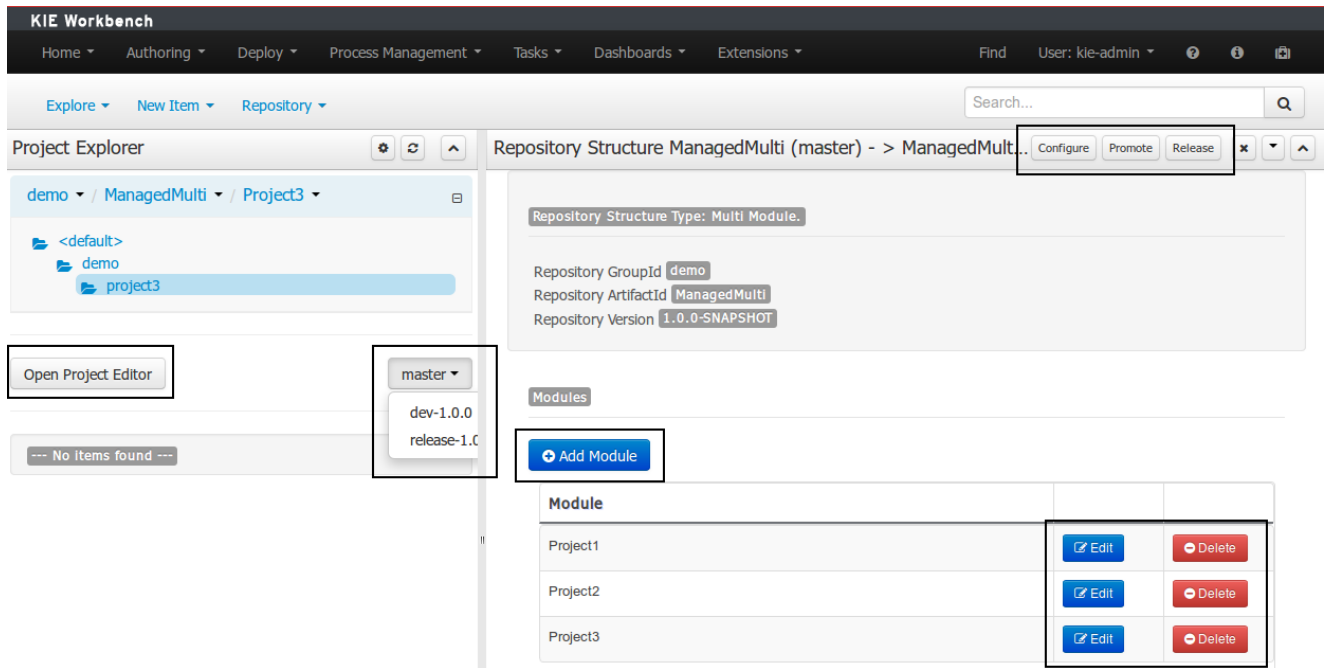 KIE Workbench
Home Authoring Deploy Process Management Tasks Dashboards Extensions Find User: kie-admin
Explore New Item Repository Search...
Project Explorer
demo / ManagedMulti / Project3
<default>
demo
project3
Open Project Editor
master
dev-1.0.0
release-1.0
--- No items found ---
Repository Structure ManagedMulti (master) - > ManagedMult... Configure Promote Release
Repository Structure Type: Multi Module.
Repository GroupId demo
Repository ArtifactId ManagedMulti
Repository Version 1.0.0-SNAPSHOT
Modules
Add Module
Module
Project1 Edit Delete
Project2 Edit Delete
Project3 Edit Delete